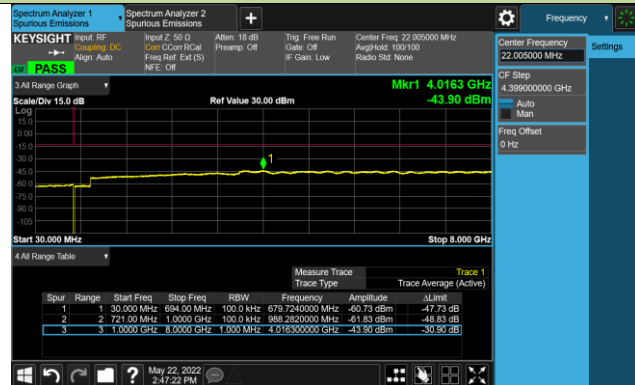 Spectrum Analyzer 1
Spurious Emissions
Spectrum Analyzer 2
Spurious Emissions
Frequency
KEYSIGHT
Input: RF
Coupling: DC
Align: Auto
Input Z: 50 Ω
Corr CCorr RCal
Freq Ref: Ext (S)
NFE: Off
Atten: 18 dB
Preamp: Off
Trig: Free Run
Gate: Off
IF Gain: Low
Center Freq: 22.005000 MHz
Avg|Hold: 100/100
Radio Std: None
PASS
Center Frequency
22.005000 MHz
Settings
CF Step
4.399000000 GHz
Auto
Man
Freq Offset
0 Hz
3 All Range Graph
Mkr1 4.0163 GHz
Scale/Div 15.0 dB
Ref Value 30.00 dBm
-43.90 dBm
Log
15.0
0.00
-15.0
-30.0
-45.0
-60.0
-75.0
-90.0
-105
1
Start 30.000 MHz
Stop 8.000 GHz
4 All Range Table
Measure Trace Trace 1
Trace Type Trace Average (Active)
Spur Range Start Freq Stop Freq RBW Frequency Amplitude ΔLimit
1 1 30.000 MHz 694.00 MHz 100.0 kHz 679.7240000 MHz -60.73 dBm -47.73 dB
2 2 721.00 MHz 1.0000 GHz 100.0 kHz 988.2820000 MHz -61.83 dBm -48.83 dB
3 3 1.0000 GHz 8.0000 GHz 1.000 MHz 4.016300000 GHz -43.90 dBm -30.90 dB
May 22, 2022
2:47:22 PM